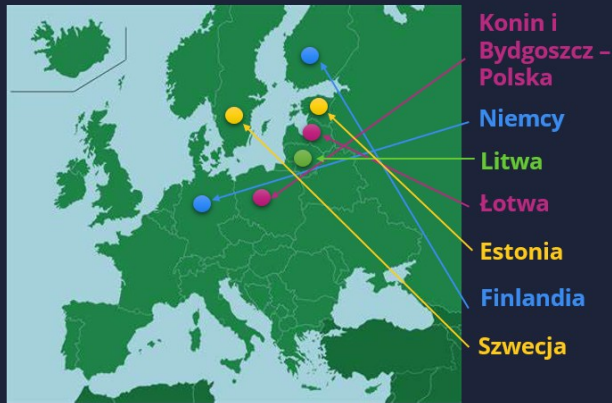 Konin i
Bydgoszcz –
Polska
Niemcy
Litwa
Łotwa
Estonia
Finlandia
Szwecja